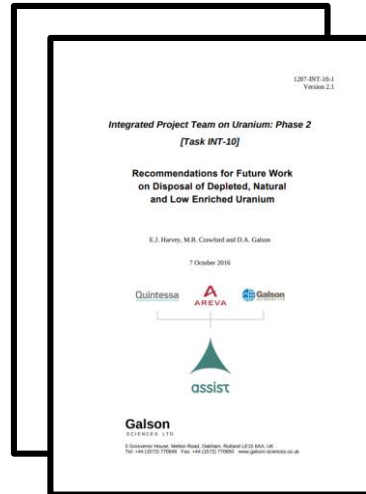 1207-INT-10-1
Version 2.1
Integrated Project Team on Uranium: Phase 2
[Task INT-10]
Recommendations for Future Work
on Disposal of Depleted, Natural
and Low Enriched Uranium
E.J. Harvey, M.B. Crawford and D.A. Galson
7 October 2016
Quintessa
AREVA
Galson
SCIENCES LTD
assist
Galson
SCIENCES LTD
5 Grosvenor House, Melton Road, Oakham, Rutland LE15 6AX, UK
Tel: +44 (1572) 770649 Fax: +44 (1572) 770650 www.galson-sciences.co.uk